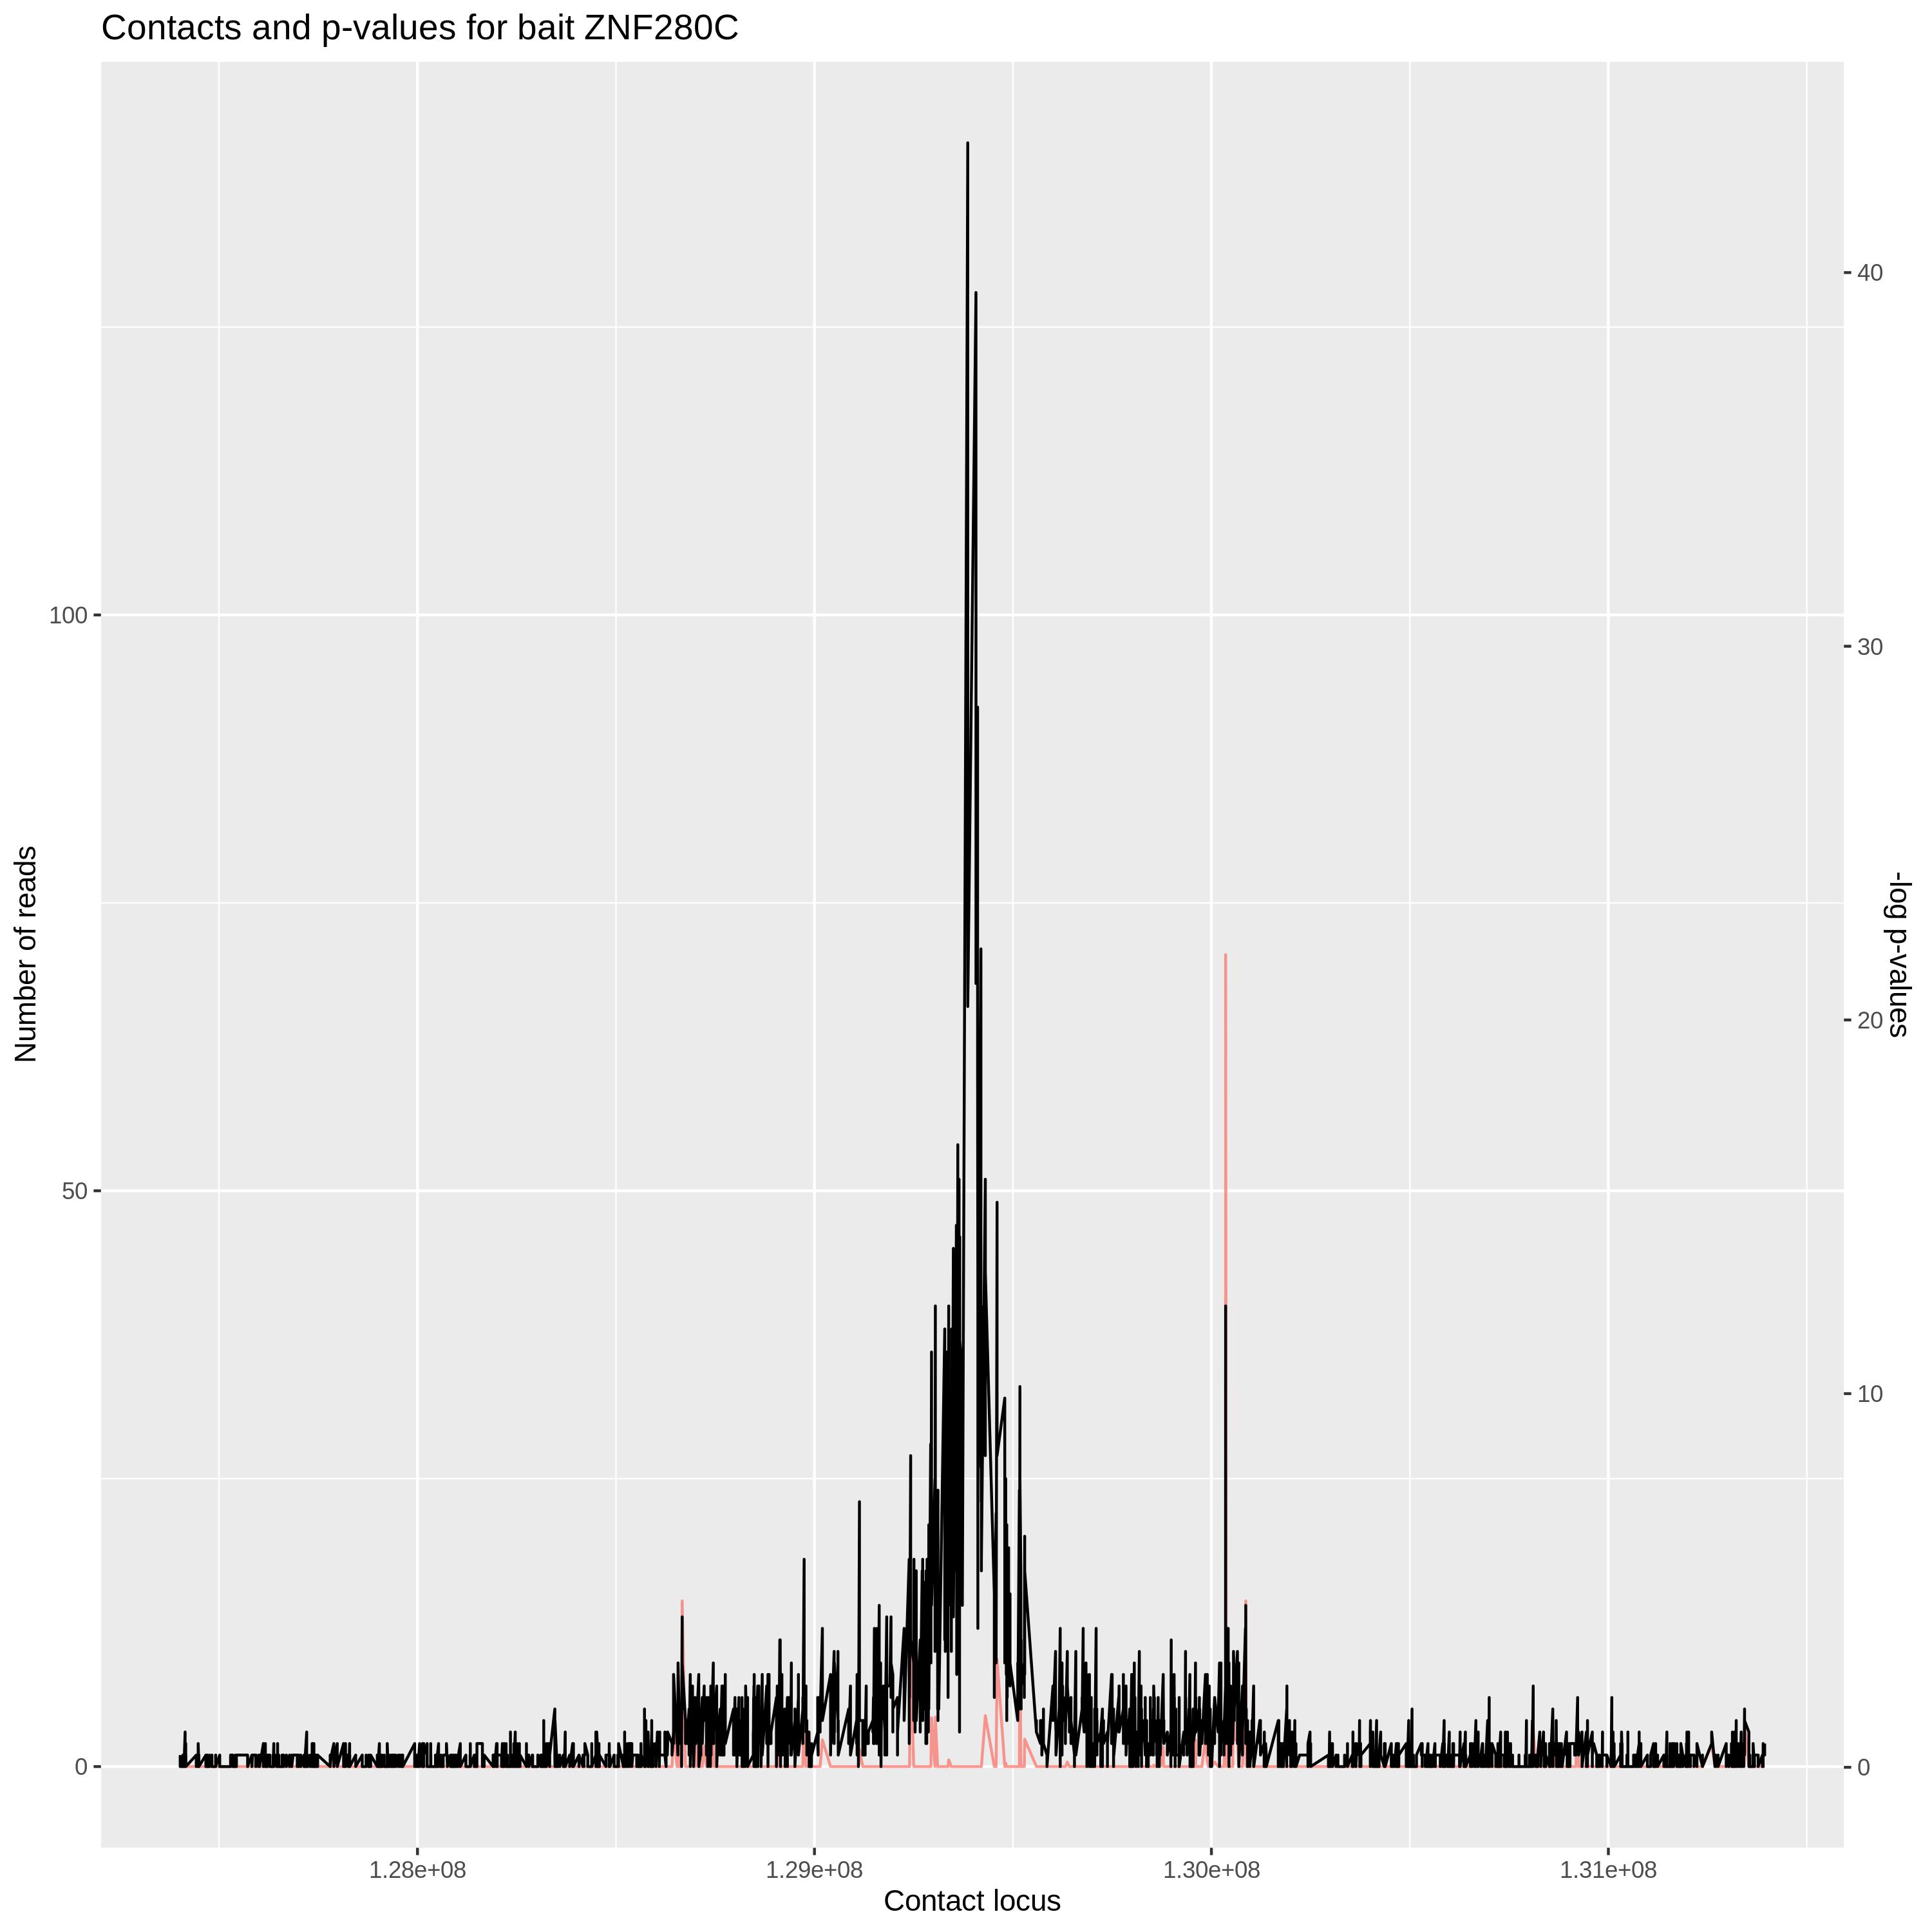 Contacts and p-values for bait ZNF280C
Number of reads
100
50
0
40
30
20
10
0
-log p-values
1.28e+08 1.29e+08 1.30e+08 1.31e+08
Contact locus